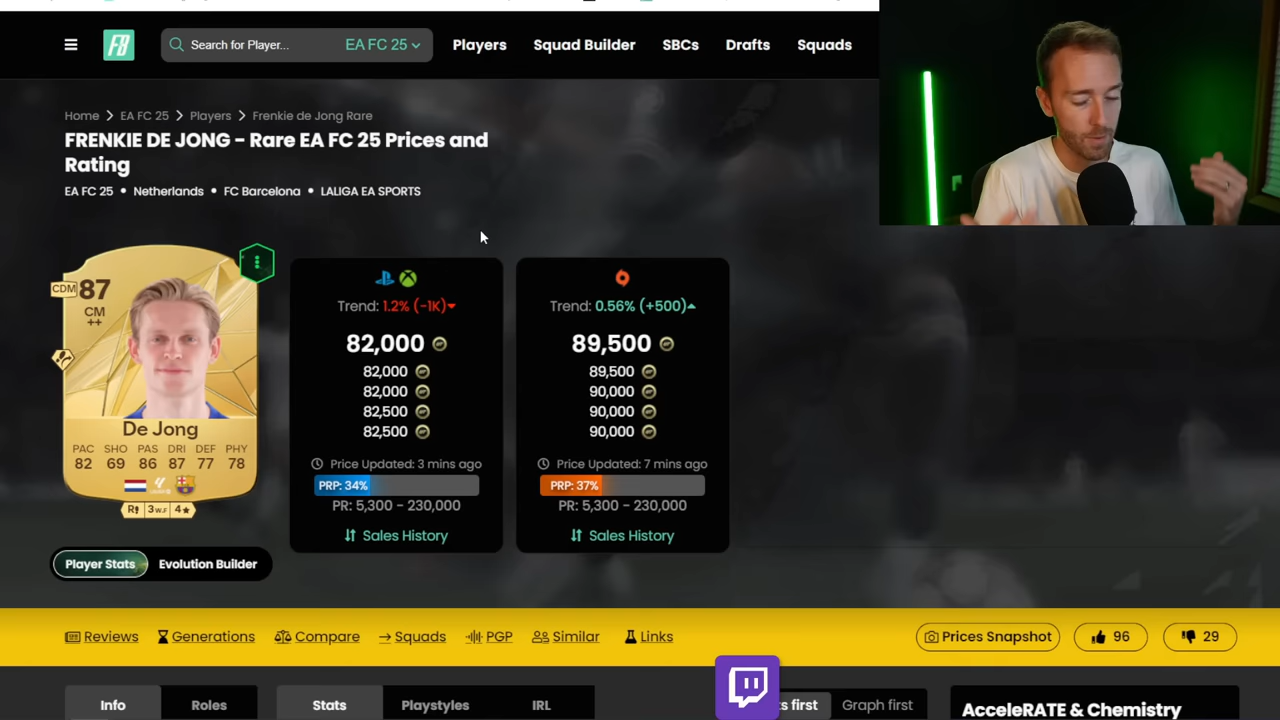 FB
Search for Player...
EA FC 25
Players
Squad Builder
SBCs
Drafts
Squads
Home > EA FC 25 > Players > Frenkie de Jong Rare
FRENKIE DE JONG - Rare EA FC 25 Prices and
Rating
EA FC 25 • Netherlands • FC Barcelona • LALIGA EA SPORTS
CDM
87
CM
++
De Jong
PAC SHO PAS DRI DEF PHY
82 69 86 87 77 78
R 3 W.F 4★
Trend: 1.2% (-1K)
82,000
82,000
82,000
82,500
82,500
Price Updated: 3 mins ago
PRP: 34%
PR: 5,300 - 230,000
Sales History
Trend: 0.56% (+500)
89,500
89,500
90,000
90,000
90,000
Price Updated: 7 mins ago
PRP: 37%
PR: 5,300 - 230,000
Sales History
Player Stats
Evolution Builder
Reviews
Generations
Compare
Squads
PGP
Similar
Links
Prices Snapshot
96
29
Info
Roles
Stats
Playstyles
IRL
first
Graph first
AcceleRATE & Chemistry